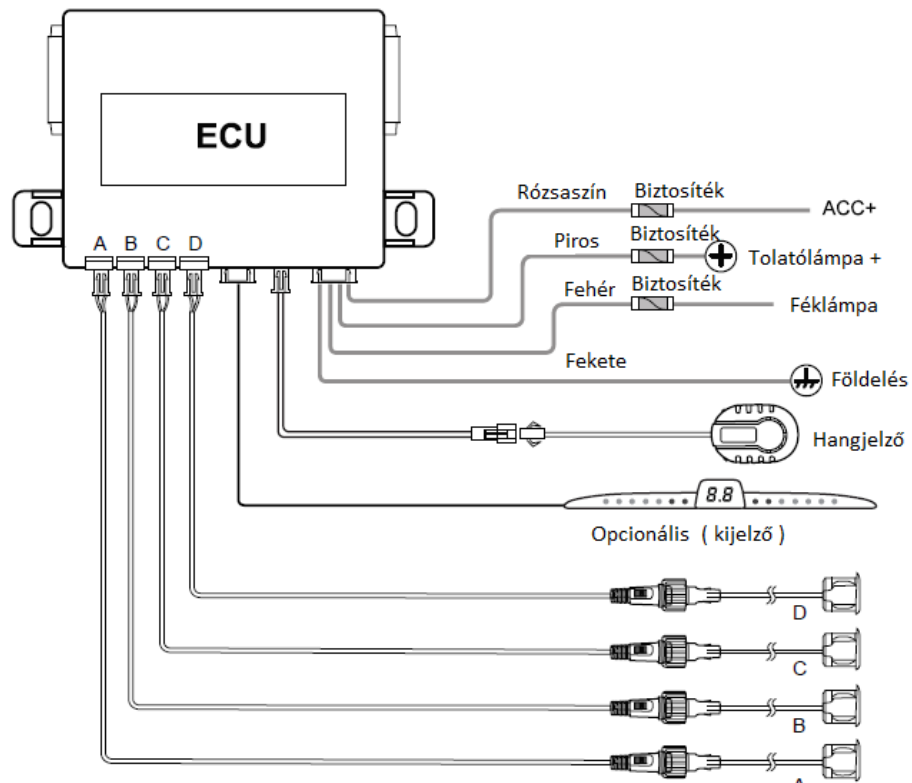 ECU
A B C D
Rózsaszín
Biztosíték
ACC+
Piros
Biztosíték
Tolatólámpa +
Fehér
Biztosíték
Féklámpa
Fekete
Földelés
Hangjelző
8.8
Opcionális ( kijelző )
D
C
B
A